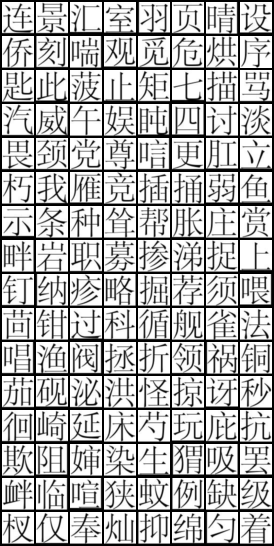 连景汇室羽页晴设
侨刻喘观觅危烘序
匙此菠止矩七描骂
汽威午娱盹四讨淡
畏颈党尊唁更肛立
朽我雁竞插捅弱鱼
示条种耸帮胀庄赏
畔岩职募掺涕捉上
钉纳疹略掘荐须喂
茴钳过科循舰雀法
唱渔阀拯折领祸铜
茄砚泌洪怪掠讶秒
徊崎延床芍玩庇抗
欺阻婶染生猬吸罢
衅临喧狭蚊例缺级
杈仅奉灿抑绵匀着